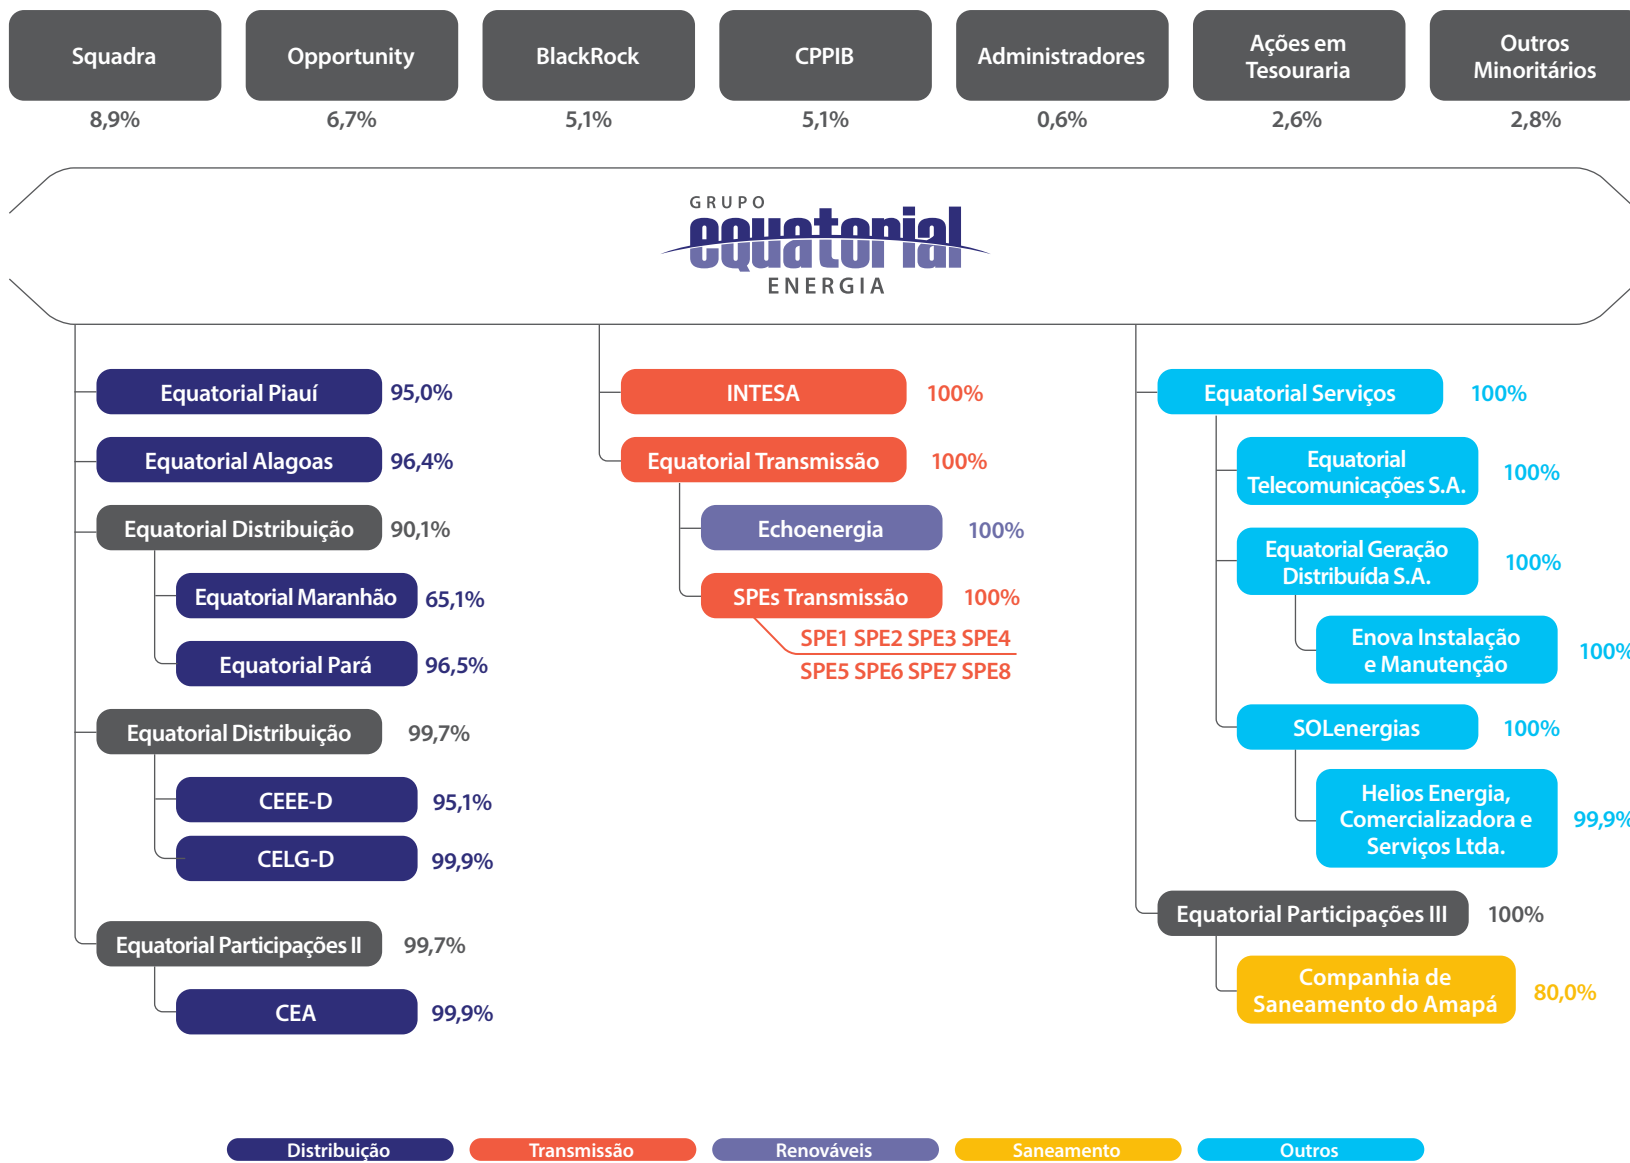 Squadra
Opportunity
BlackRock
CPPIB
Administradores
Ações em
Tesouraria
Outros
Minoritários
8,9%
6,7%
5,1%
5,1%
0,6%
2,6%
2,8%
GRUPO
equatorial
ENERGIA
Equatorial Piauí
95,0%
Equatorial Alagoas
96,4%
Equatorial Distribuição
90,1%
Equatorial Maranhão
65,1%
Equatorial Pará
96,5%
Equatorial Distribuição
99,7%
CEEE-D
95,1%
CELG-D
99,9%
Equatorial Participações II
99,7%
CEA
99,9%
INTESA
100%
Equatorial Transmissão
100%
Echoenergia
100%
SPEs Transmissão
100%
SPE1 SPE2 SPE3 SPE4
SPE5 SPE6 SPE7 SPE8
Equatorial Serviços
100%
Equatorial
Telecomunicações S.A.
100%
Equatorial Geração
Distribuída S.A.
100%
Enova Instalação
e Manutenção
100%
SOLenergias
100%
Helios Energia,
Comercializadora e
Serviços Ltda.
99,9%
Equatorial Participações III
100%
Companhia de
Saneamento do Amapá
80,0%
Distribuição
Transmissão
Renováveis
Saneamento
Outros